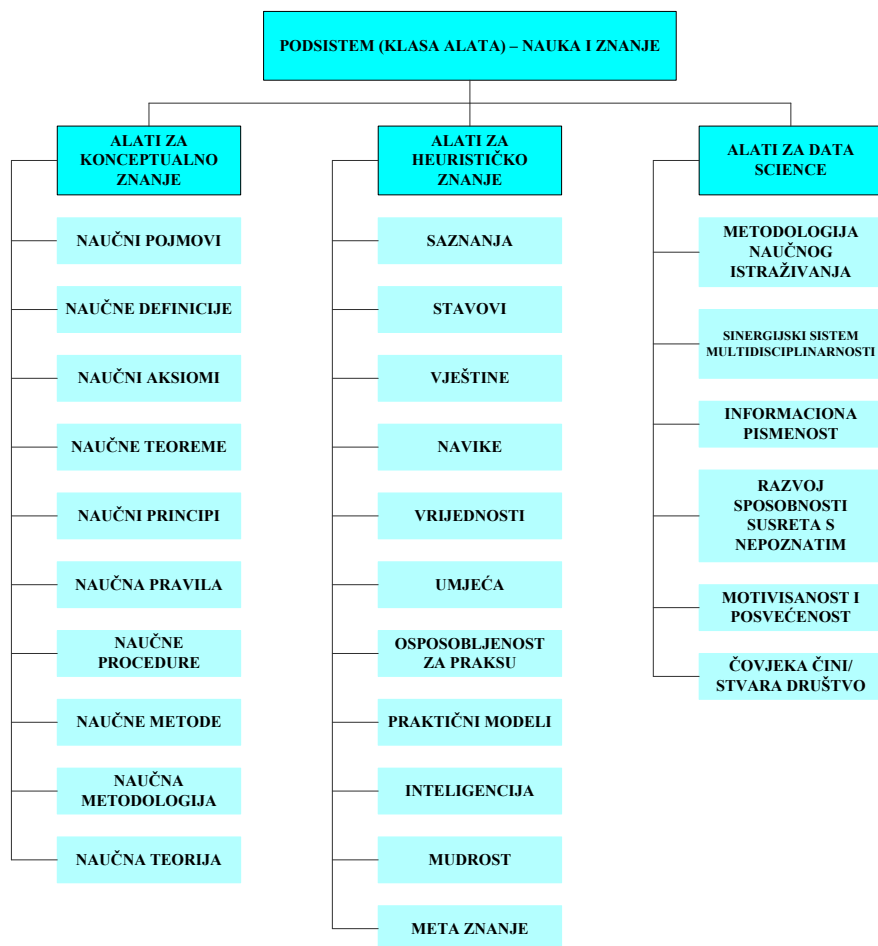 PODSISTEM (KLASA ALATA) – NAUKA I ZNANJE
ALATI ZA
KONCEPTUALNO
ZNANJE
NAUČNI POJMOVI
NAUČNE DEFINICIJE
NAUČNI AKSIOMI
NAUČNE TEOREME
NAUČNI PRINCIPI
NAUČNA PRAVILA
NAUČNE
PROCEDURE
NAUČNE METODE
NAUČNA
METODOLOGIJA
NAUČNA TEORIJA
ALATI ZA
HEURISTIČKO
ZNANJE
SAZNANJA
STAVOVI
VJEŠTINE
NAVIKE
VRIJEDNOSTI
UMJEĆA
OSPOSOBLJENOST
ZA PRAKSU
PRAKTIČNI MODELI
INTELIGENCIJA
MUDROST
META ZNANJE
ALATI ZA DATA
SCIENCE
METODOLOGIJA
NAUČNOG
ISTRAŽIVANJA
SINERGIJSKI SISTEM
MULTIDISCIPLINARNOSTI
INFORMACIONA
PISMENOST
RAZVOJ
SPOSOBNOSTI
SUSRETA S
NEPOZNATIM
MOTIVISANOST I
POSVEĆENOST
ČOVJEKA ČINI/
STVARA DRUŠTVO